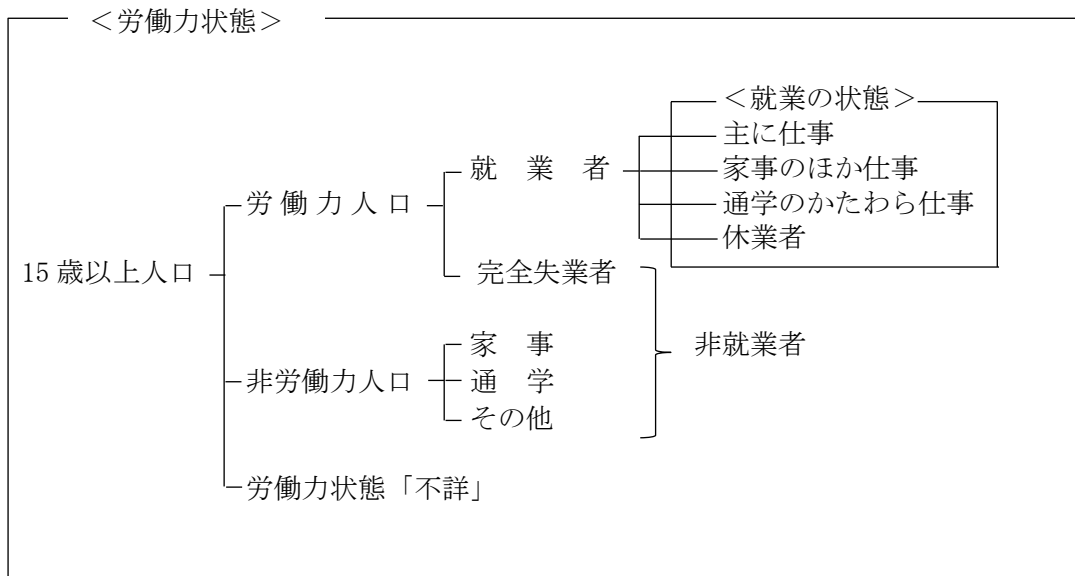 ＜労働力状態＞
＜就業の状態＞
主に仕事
就業者
家事のほか仕事
労働力人口
通学のかたわら仕事
休業者
15歳以上人口
完全失業者
家事
非就業者
非労働力人口
通学
その他
労働力状態「不詳」